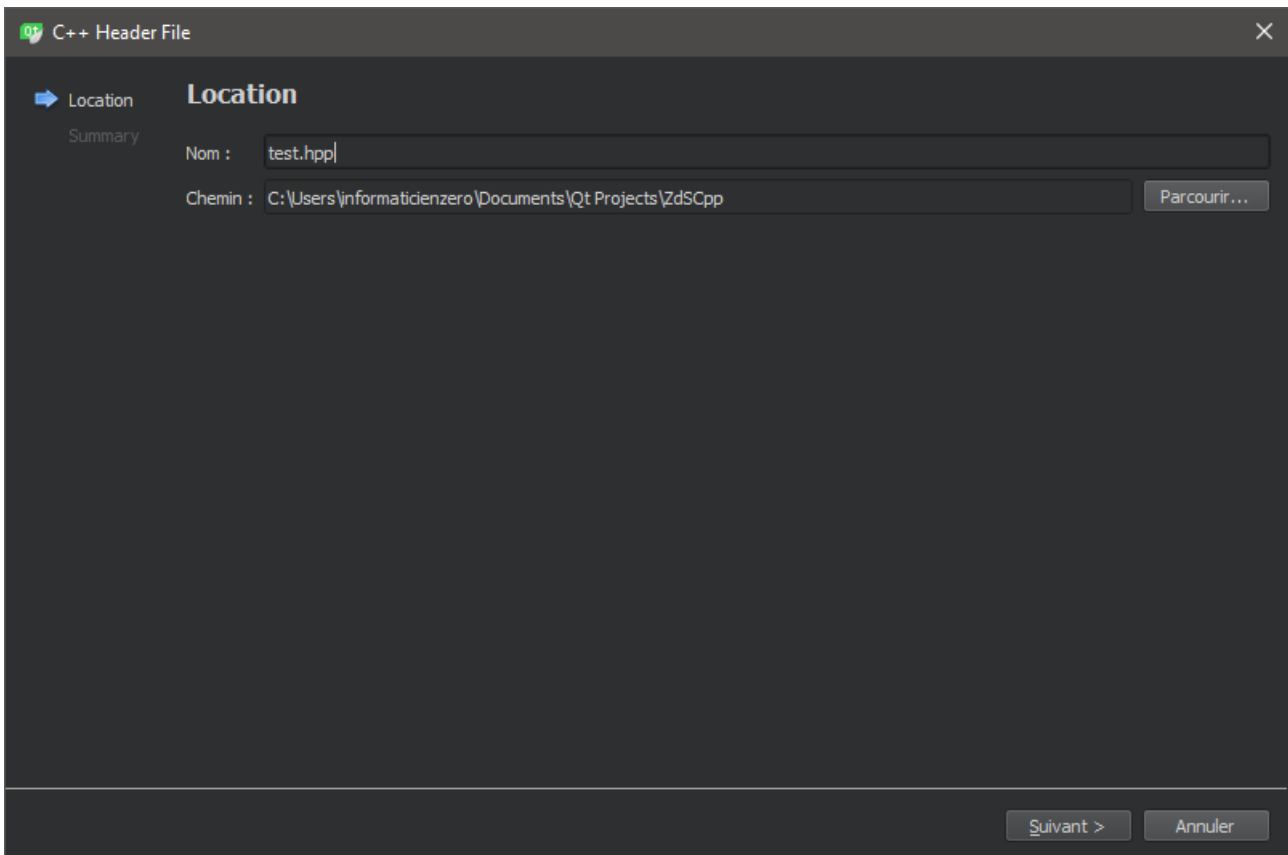 C++ Header File
Location
Summary
Location
Nom :
test.hpp
Chemin :
C:\Users\informaticienzero\Documents\Qt Projects\ZdSCpp
Parcourir...
Suivant >
Annuler